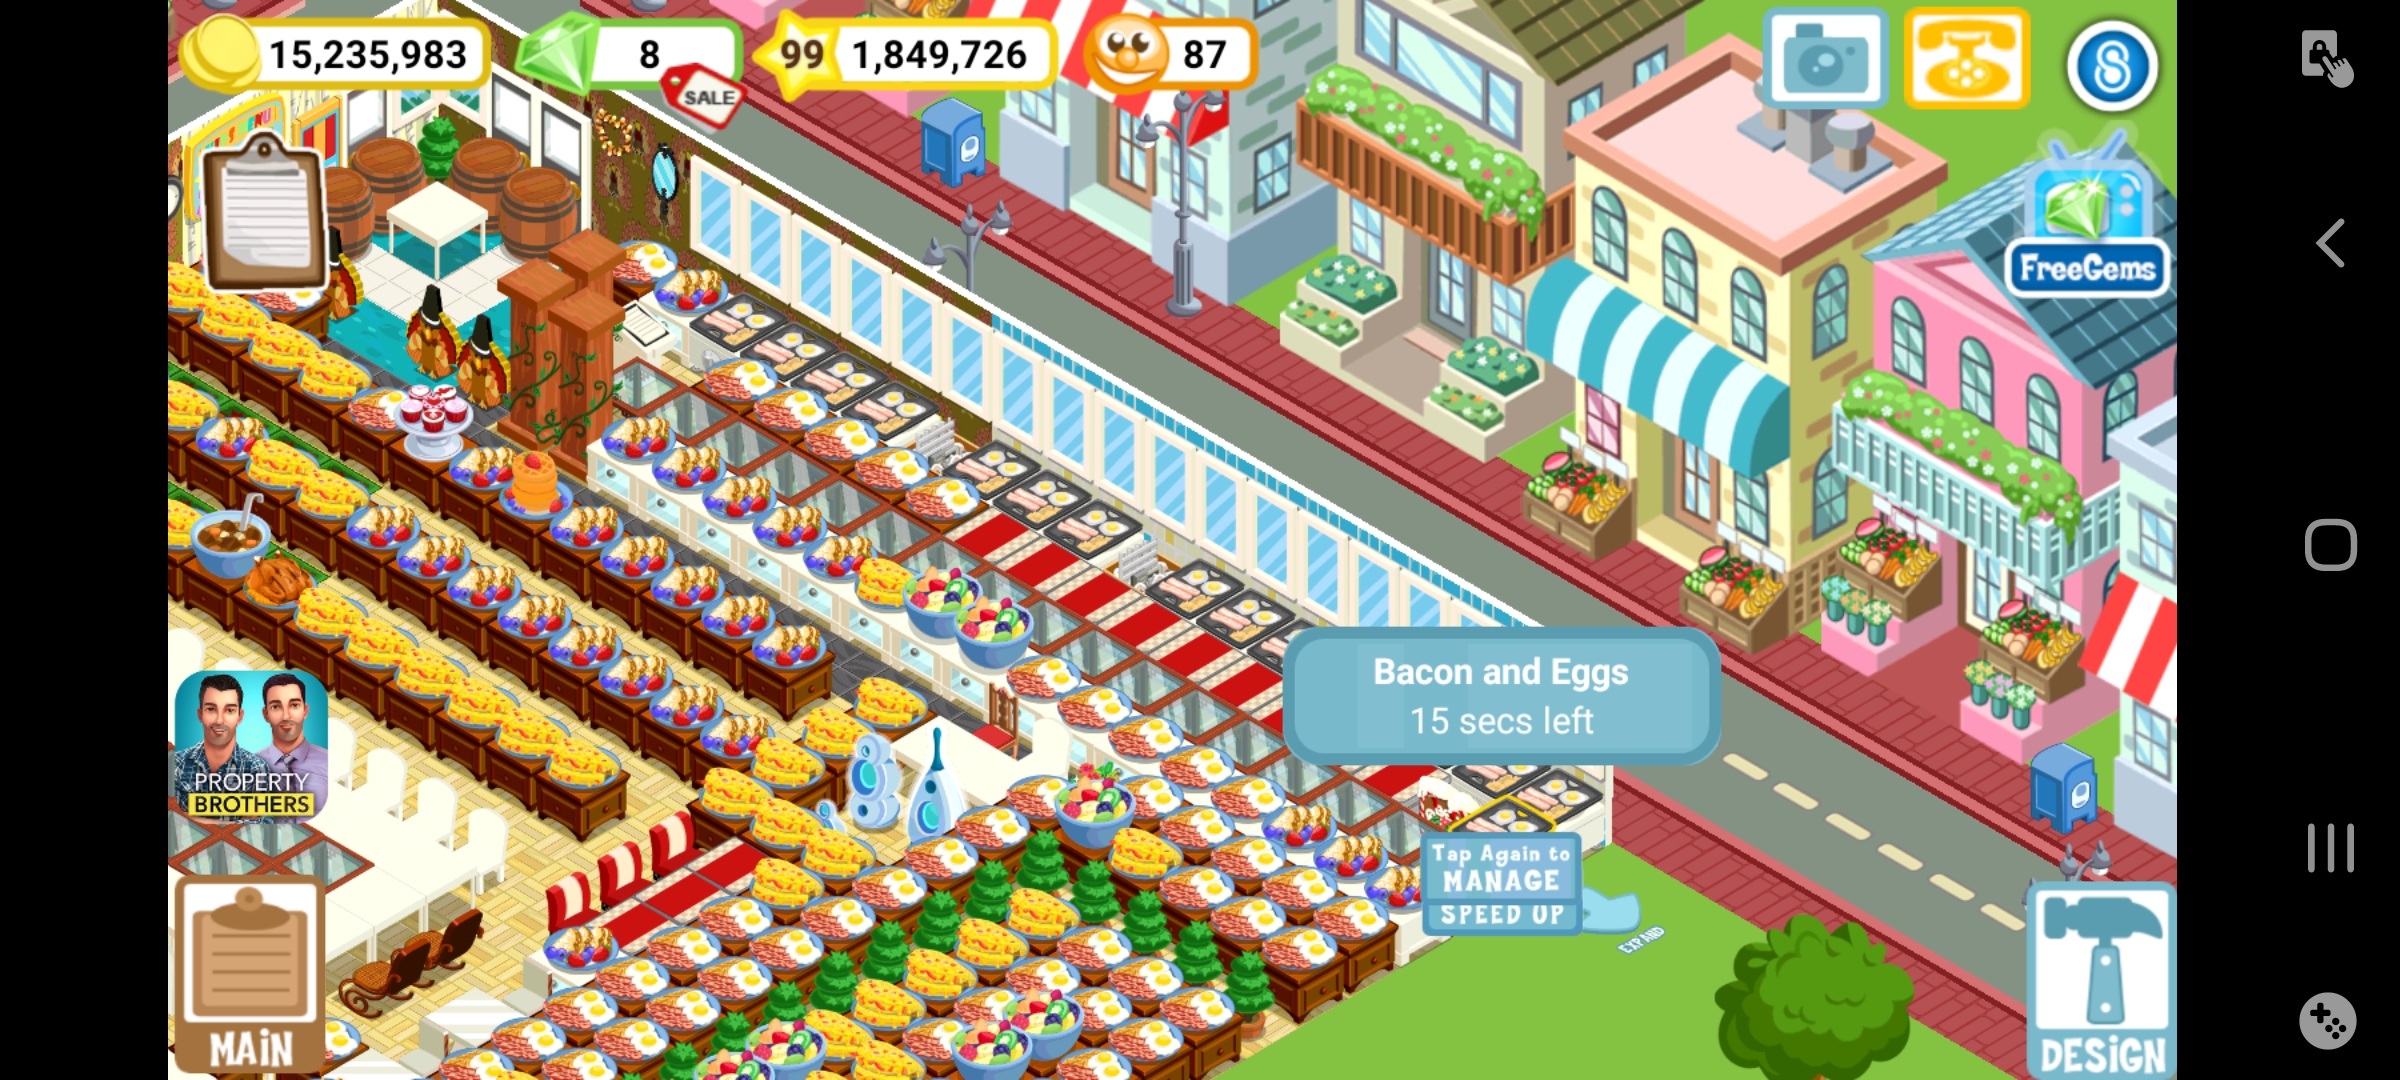 15,235,983
8
SALE
99 1,849,726
87
FreeGems
Bacon and Eggs
15 secs left
Tap Again to
MANAGE
SPEED UP
EXPAND
PROPERTY
BROTHERS
MAIN
DESIGN